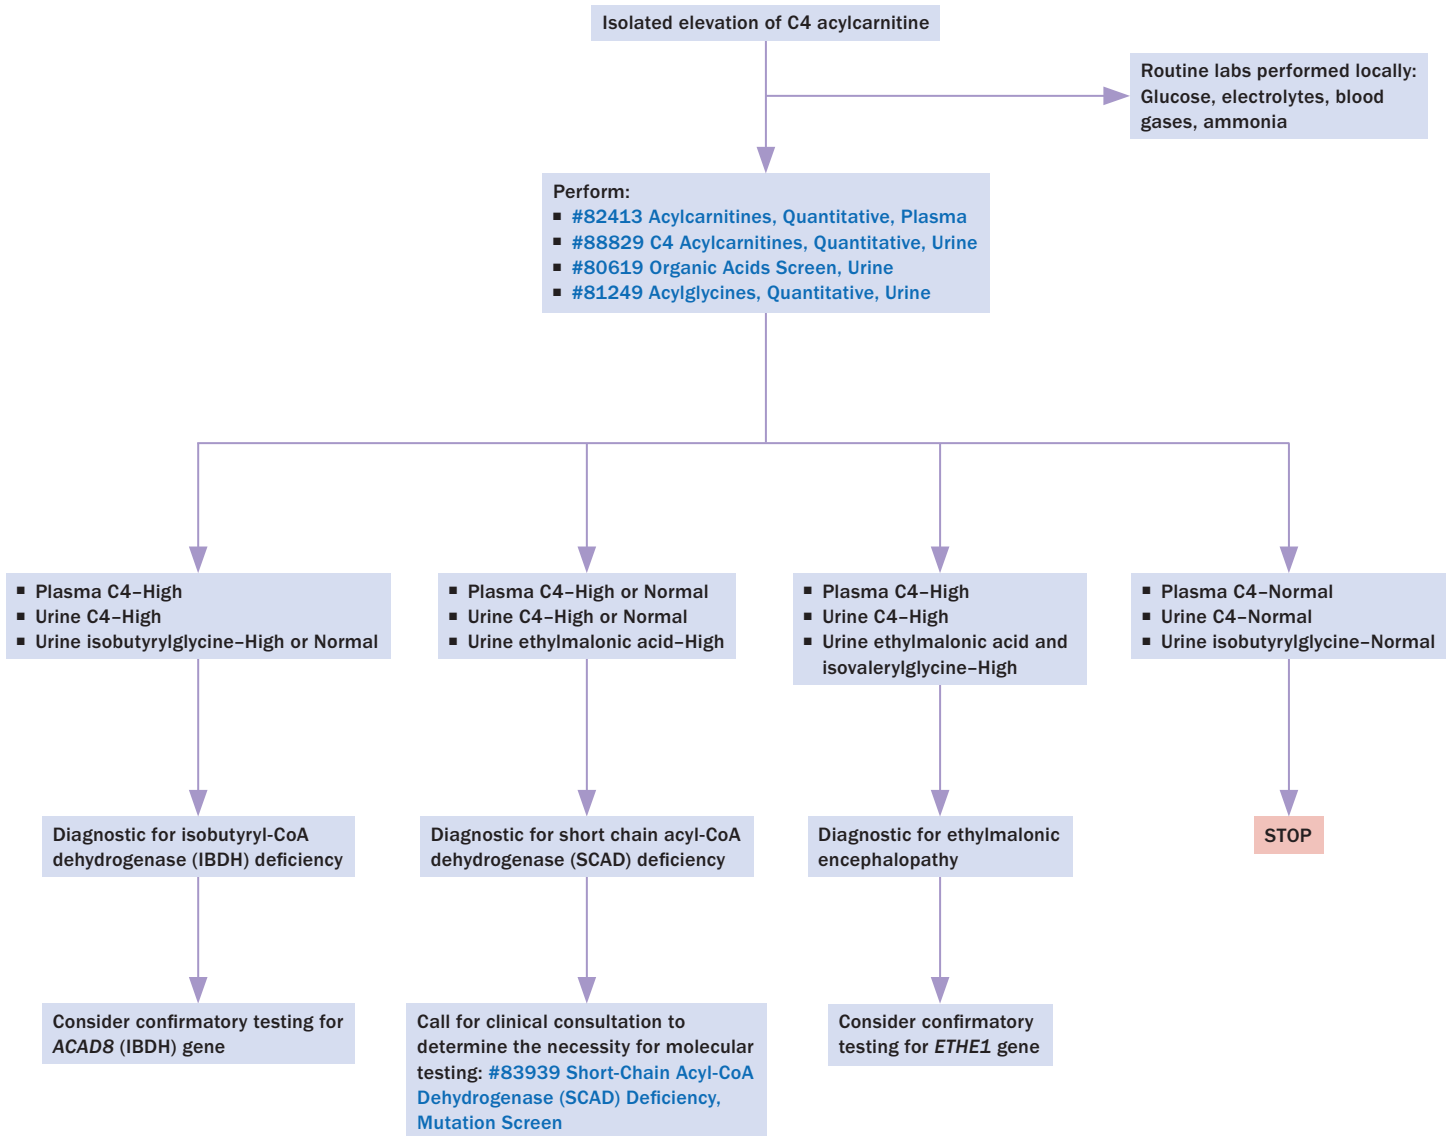 Isolated elevation of C4 acylcarnitine
Routine labs performed locally:
Glucose, electrolytes, blood
gases, ammonia
Perform:
▪ #82413 Acylcarnitines, Quantitative, Plasma
▪ #88829 C4 Acylcarnitines, Quantitative, Urine
▪ #80619 Organic Acids Screen, Urine
▪ #81249 Acylglycines, Quantitative, Urine
▪ Plasma C4–High
▪ Urine C4–High
▪ Urine isobutyrylglycine–High or Normal
▪ Plasma C4–High or Normal
▪ Urine C4–High or Normal
▪ Urine ethylmalonic acid–High
▪ Plasma C4–High
▪ Urine C4–High
▪ Urine ethylmalonic acid and
isovalerylglycine–High
▪ Plasma C4–Normal
▪ Urine C4–Normal
▪ Urine isobutyrylglycine–Normal
Diagnostic for isobutyryl-CoA
dehydrogenase (IBDH) deficiency
Diagnostic for short chain acyl-CoA
dehydrogenase (SCAD) deficiency
Diagnostic for ethylmalonic
encephalopathy
STOP
Consider confirmatory testing for
ACAD8 (IBDH) gene
Call for clinical consultation to
determine the necessity for molecular
testing: #83939 Short-Chain Acyl-CoA
Dehydrogenase (SCAD) Deficiency,
Mutation Screen
Consider confirmatory
testing for ETHE1 gene